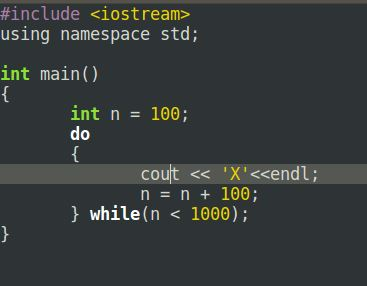 #include <iostream>
using namespace std;
int main()
{
int n = 100;
do
{
cout << 'X'<<endl;
n = n + 100;
} while(n < 1000);
}